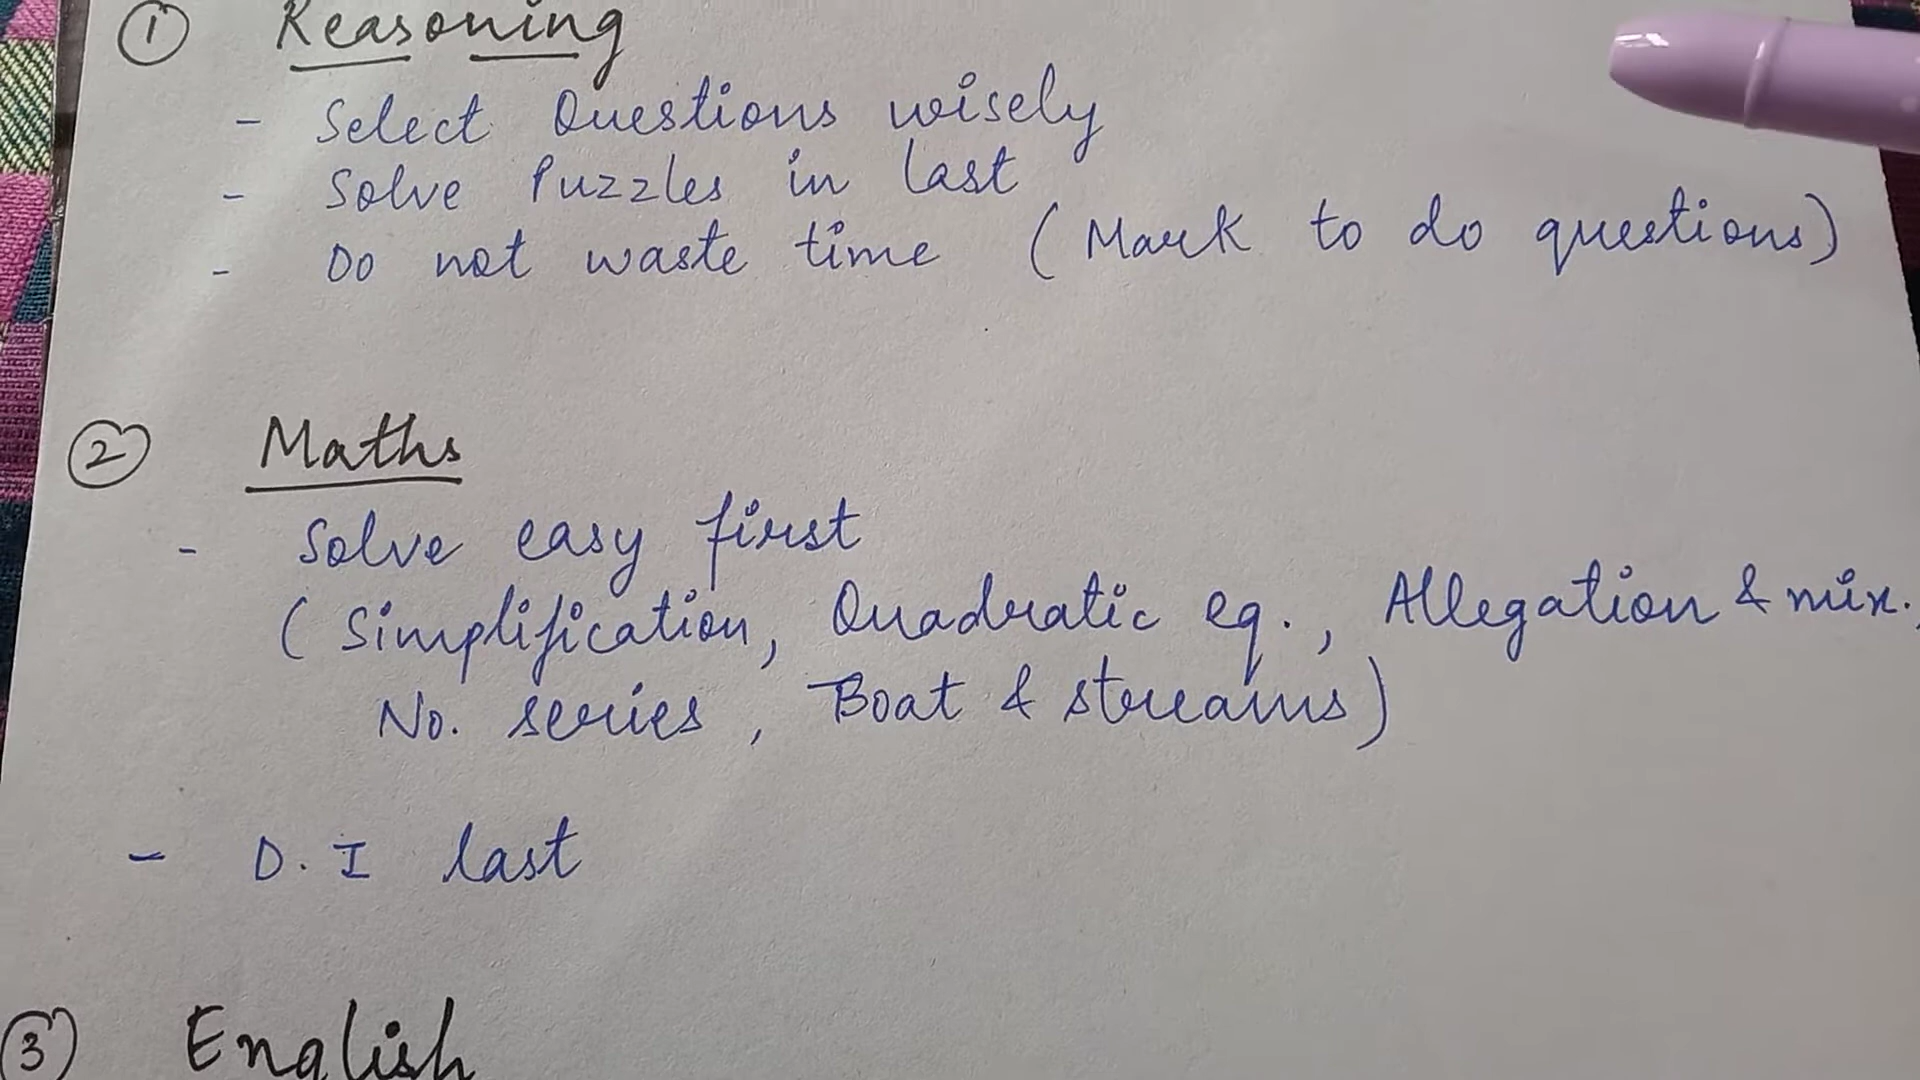 ① Reasoning
- Select Questions wisely
- Solve Puzzles in last
- Do not waste time (Mark to do questions)
② Maths
- Solve easy first
(Simplification, Quadratic eq., Allegation & mix.,
No. series, Boat & streams)
- D.I last
③ English